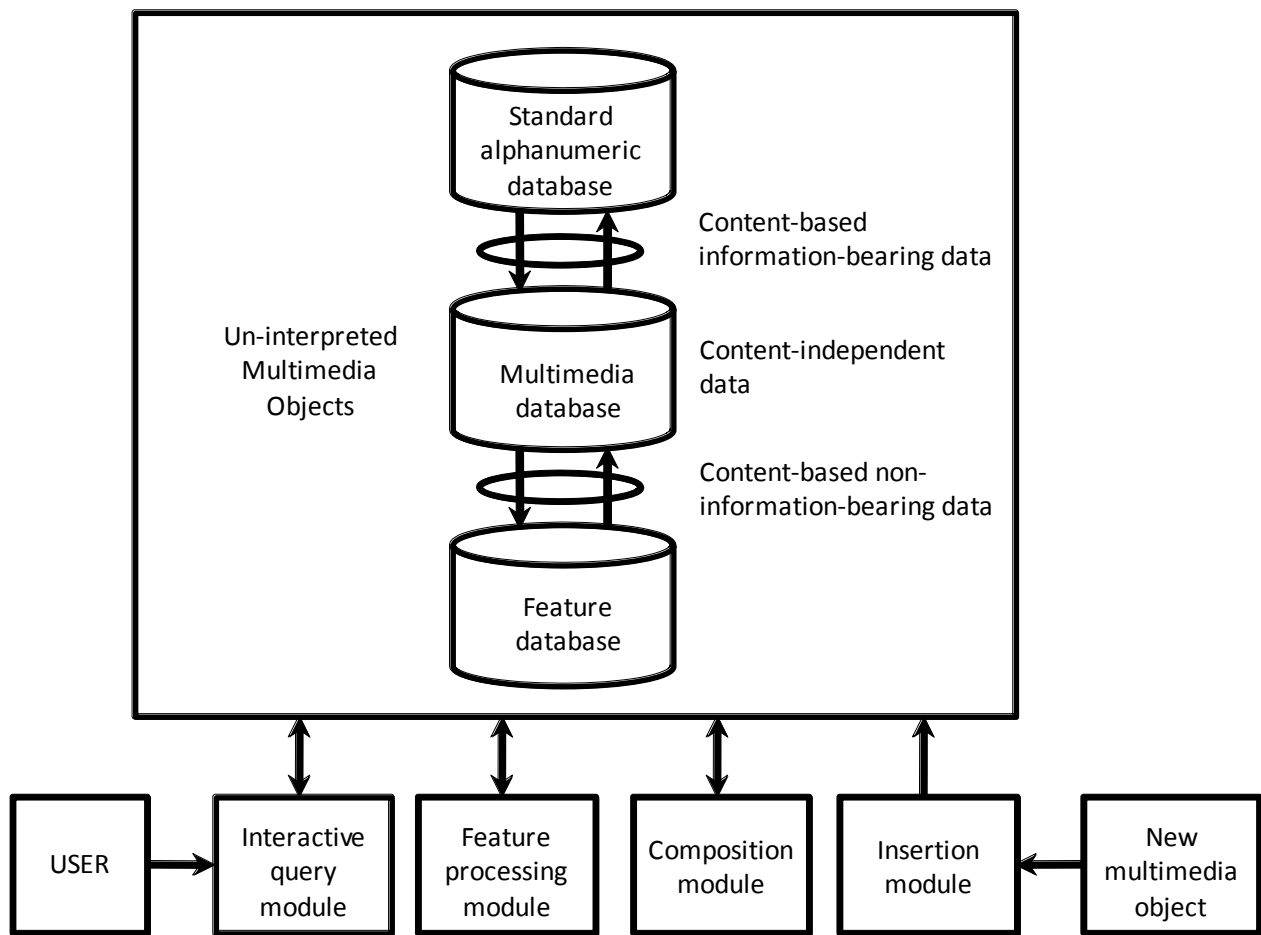 Standard
alphanumeric
database
Content-based
information-bearing data
Un-interpreted
Multimedia
Objects
Multimedia
database
Content-independent
data
Content-based non-
information-bearing data
Feature
database
USER
Interactive
query
module
Feature
processing
module
Composition
module
Insertion
module
New
multimedia
object